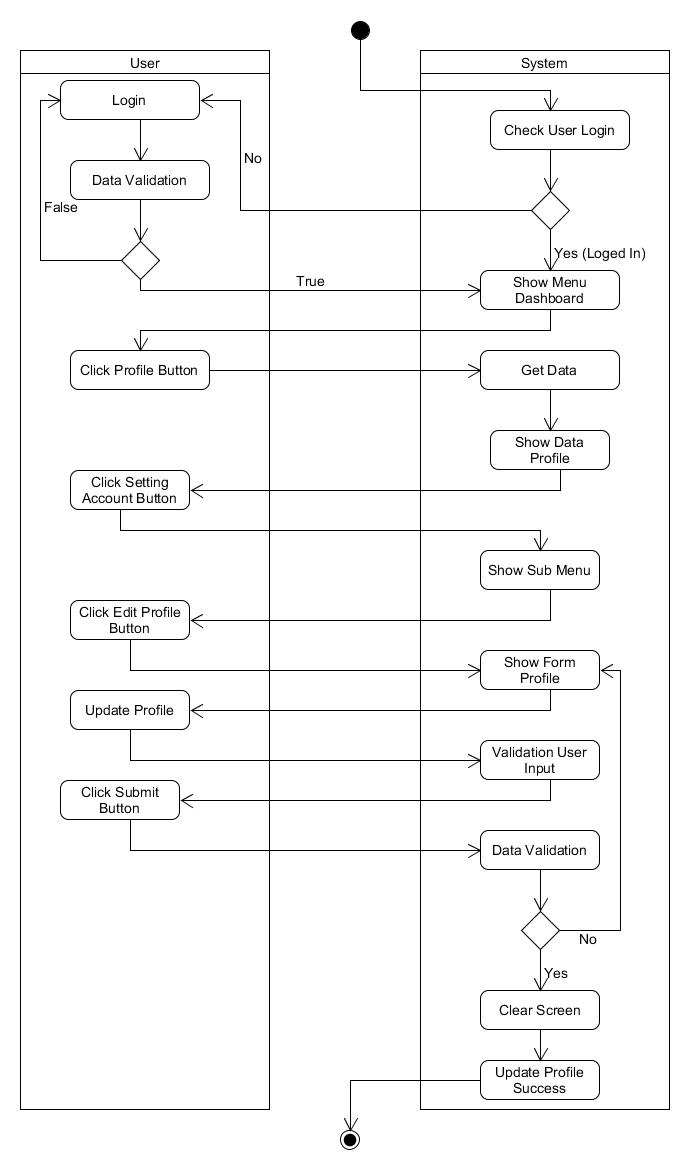 User
System
Login
Check User Login
No
Data Validation
False
Yes (Loged In)
True
Show Menu
Dashboard
Click Profile Button
Get Data
Show Data
Profile
Click Setting
Account Button
Show Sub Menu
Click Edit Profile
Button
Show Form
Profile
Update Profile
Validation User
Input
Click Submit
Button
Data Validation
No
Yes
Clear Screen
Update Profile
Success